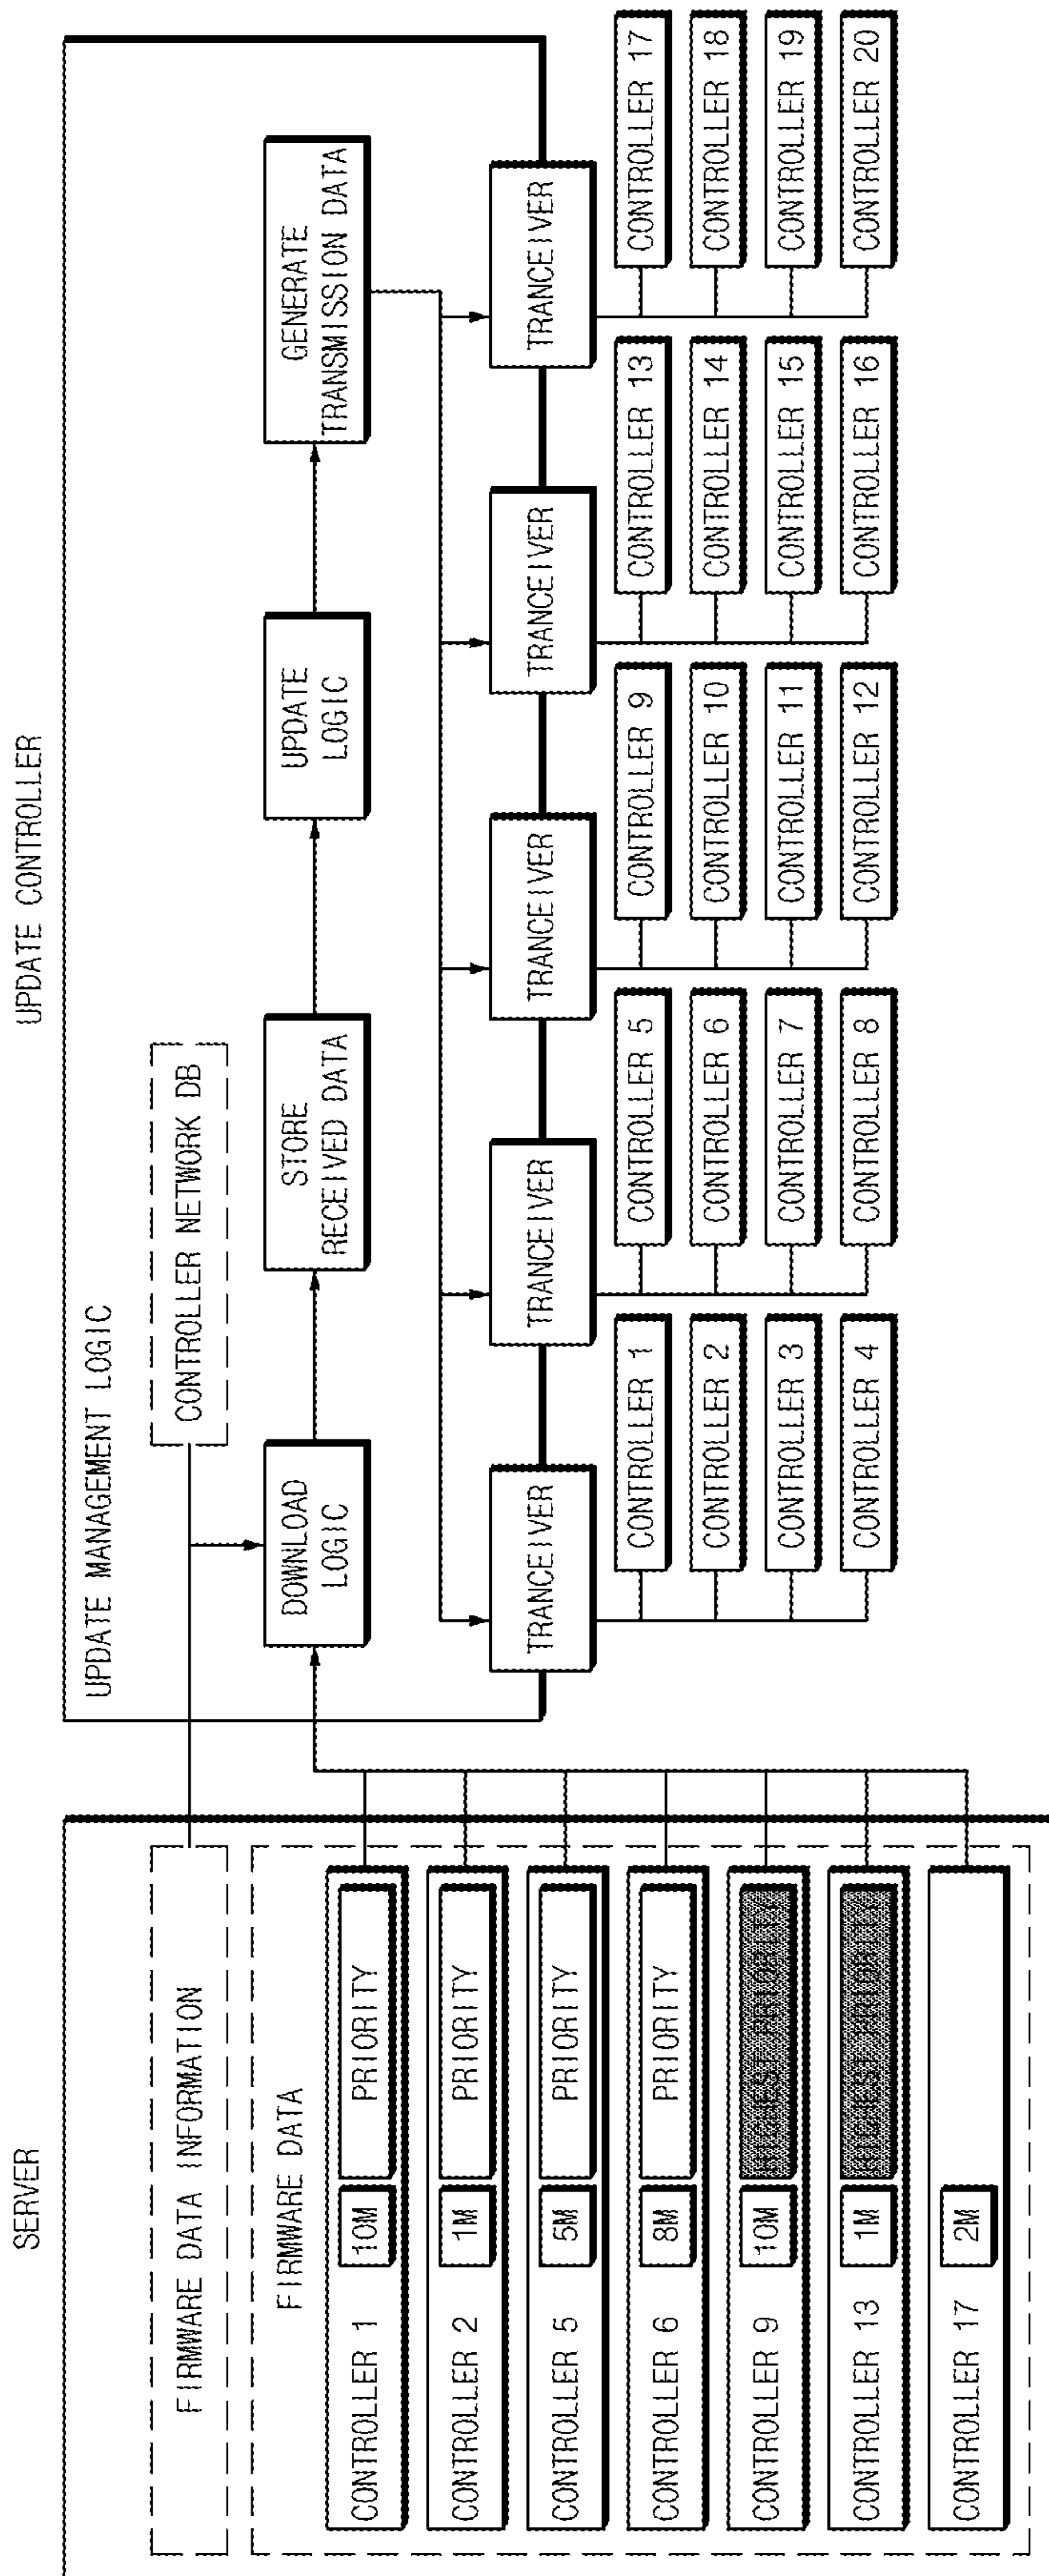 SERVER
FIRMWARE DATA INFORMATION
FIRMWARE DATA
CONTROLLER 1
10M
PRIORITY
CONTROLLER 2
1M
PRIORITY
CONTROLLER 5
5M
PRIORITY
CONTROLLER 6
8M
PRIORITY
CONTROLLER 9
10M
HIGHEST PRIORITY
CONTROLLER 13
1M
HIGHEST PRIORITY
CONTROLLER 17
2M
UPDATE CONTROLLER
UPDATE MANAGEMENT LOGIC
CONTROLLER NETWORK DB
DOWNLOAD
LOGIC
STORE
RECEIVED DATA
UPDATE
LOGIC
GENERATE
TRANSMISSION DATA
TRANCEIVER
TRANCEIVER
TRANCEIVER
TRANCEIVER
TRANCEIVER
CONTROLLER 1
CONTROLLER 2
CONTROLLER 3
CONTROLLER 4
CONTROLLER 5
CONTROLLER 6
CONTROLLER 7
CONTROLLER 8
CONTROLLER 9
CONTROLLER 10
CONTROLLER 11
CONTROLLER 12
CONTROLLER 13
CONTROLLER 14
CONTROLLER 15
CONTROLLER 16
CONTROLLER 17
CONTROLLER 18
CONTROLLER 19
CONTROLLER 20